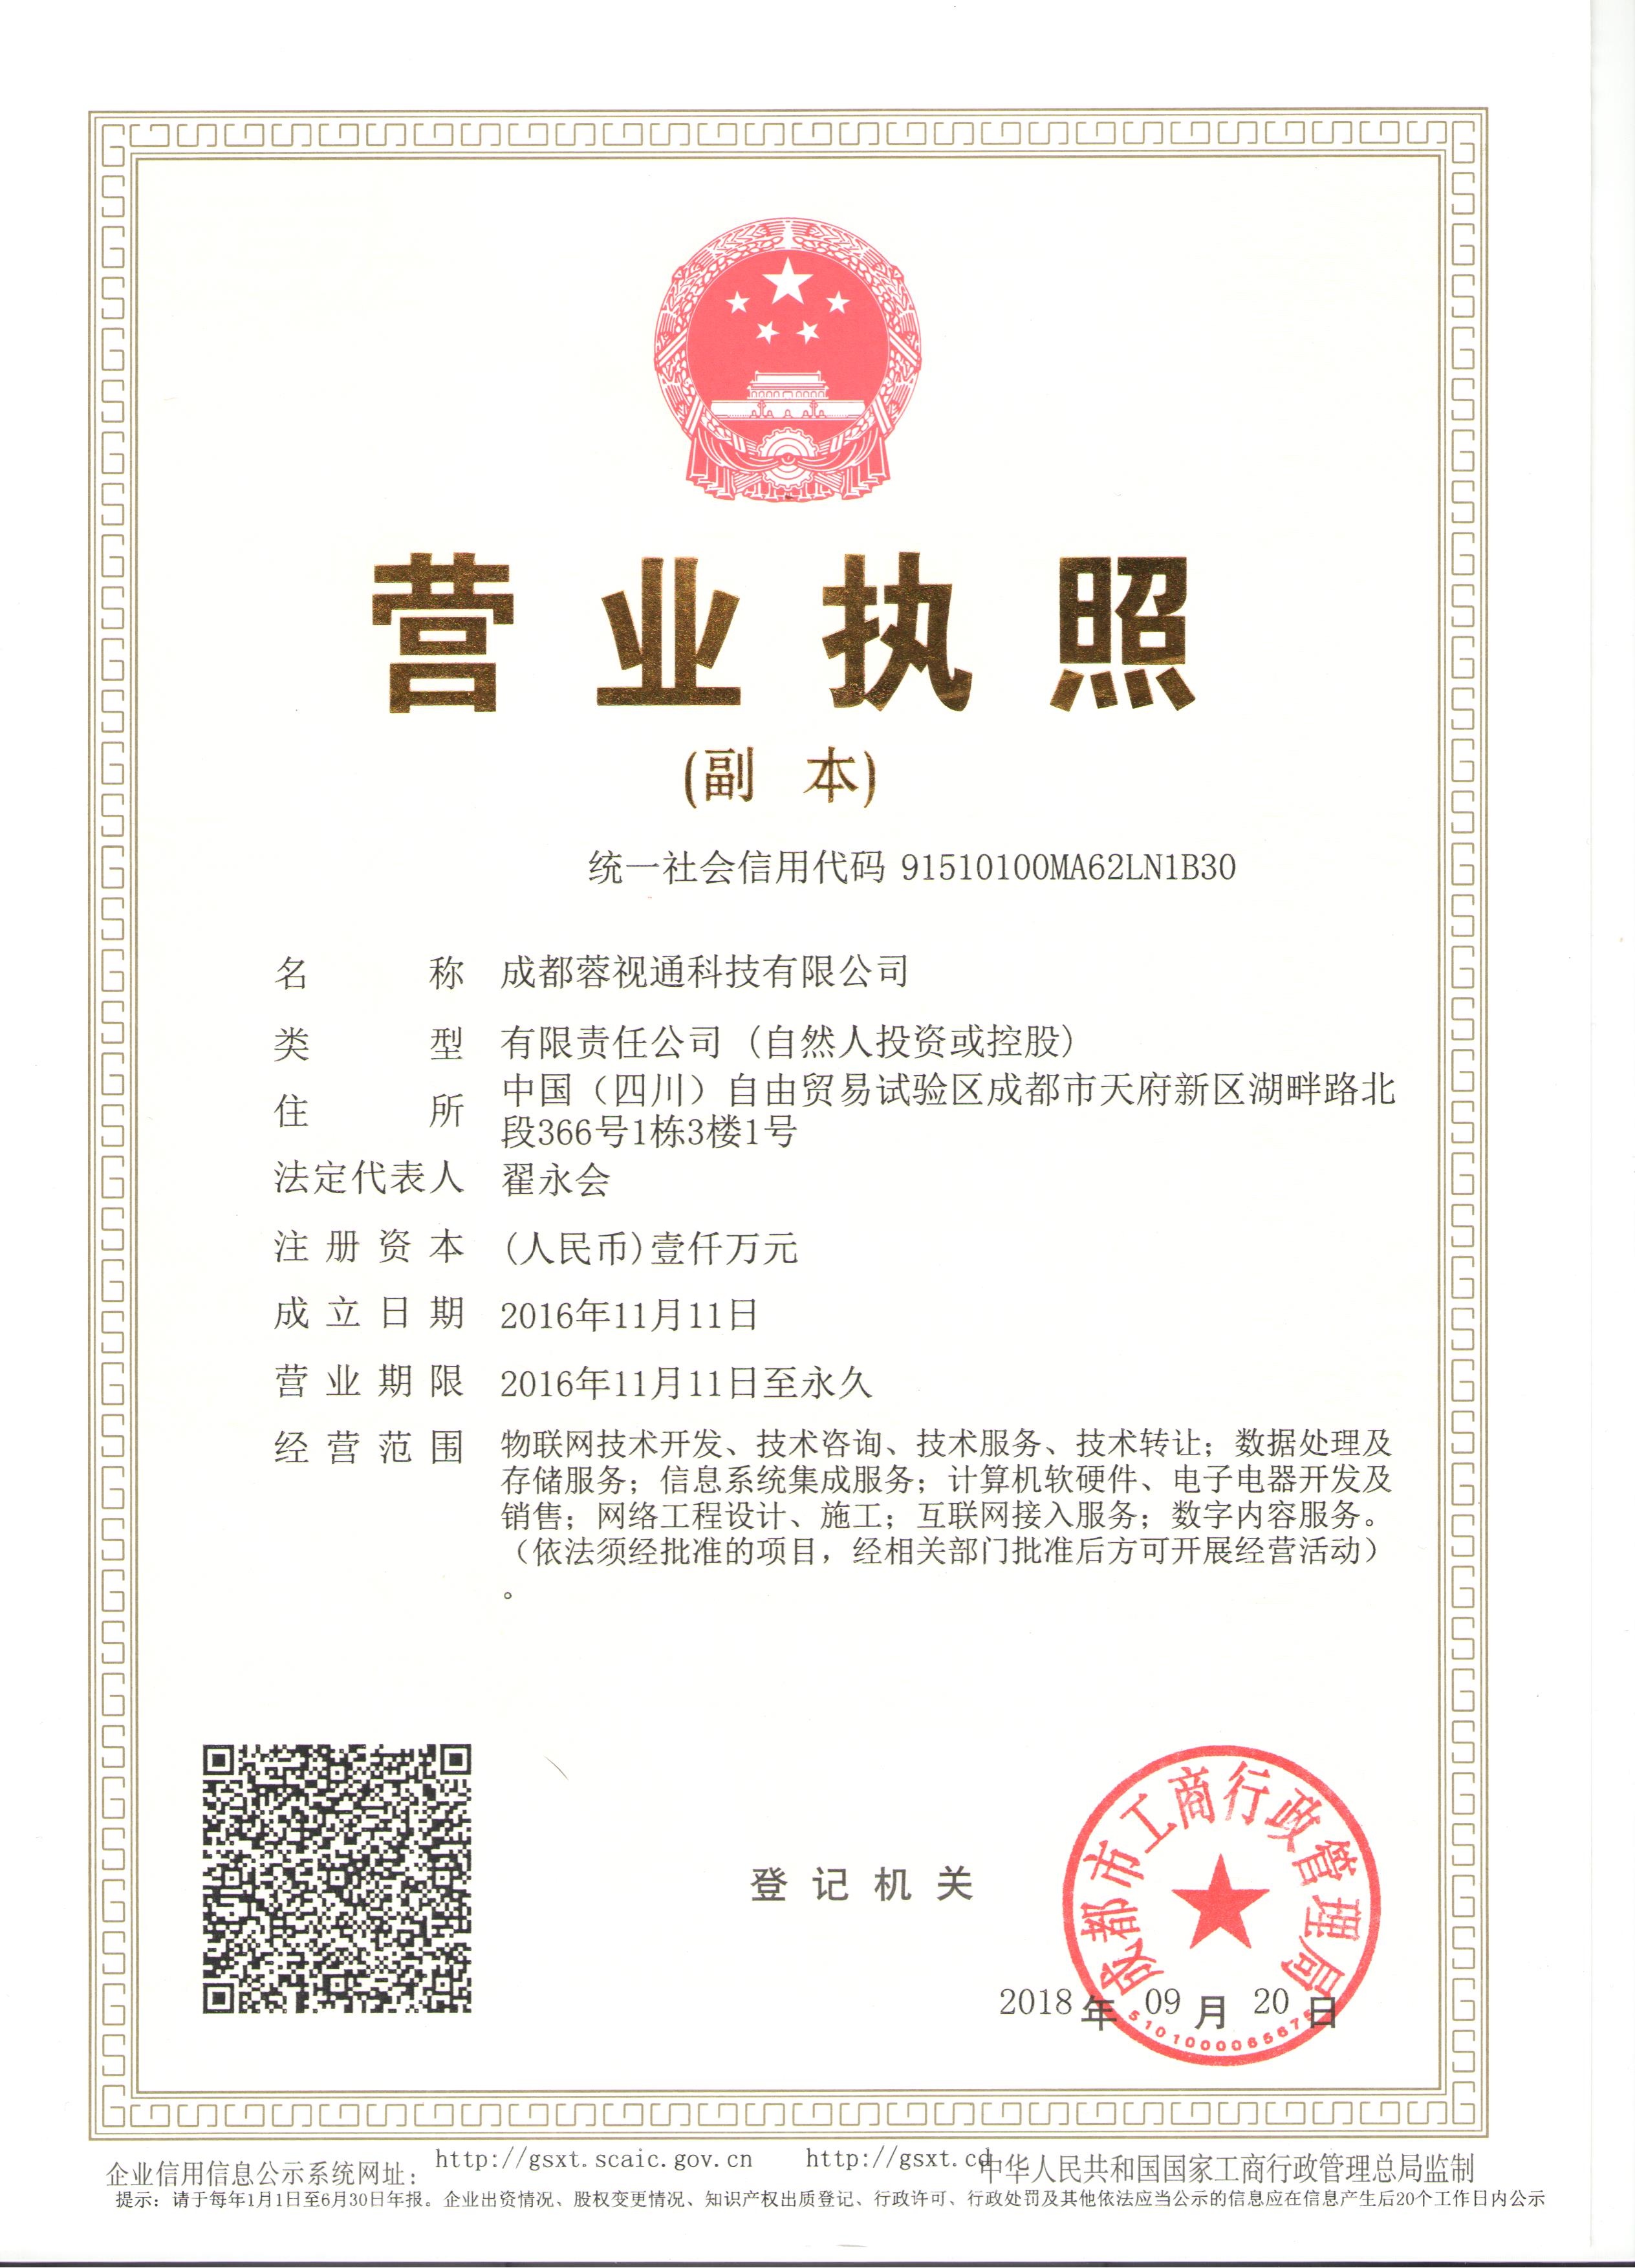 营业执照
(副 本)
统一社会信用代码 91510100MA62LN1B30
名 称 成都蓉视通科技有限公司
类 型 有限责任公司 (自然人投资或控股)
住 所 中国（四川）自由贸易试验区成都市天府新区湖畔路北
段366号1栋3楼1号
法定代表人 翟永会
注册资本 (人民币)壹仟万元
成立日期 2016年11月11日
营业期限 2016年11月11日至永久
经营范围 物联网技术开发、技术咨询、技术服务、技术转让；数据处理及
存储服务；信息系统集成服务；计算机软硬件、电子电器开发及
销售；网络工程设计、施工；互联网接入服务；数字内容服务。
（依法须经批准的项目，经相关部门批准后方可开展经营活动）
。
登记机关
成都市工商行政管理局
2018年09月20日
5101000065675
企业信用信息公示系统网址： http://gsxt.scaic.gov.cn http://gsxt.cd 中华人民共和国国家工商行政管理总局监制
提示：请于每年1月1日至6月30日年报。企业出资情况、股权变更情况、知识产权出质登记、行政许可、行政处罚及其他依法应当公示的信息应在信息产生后20个工作日内公示